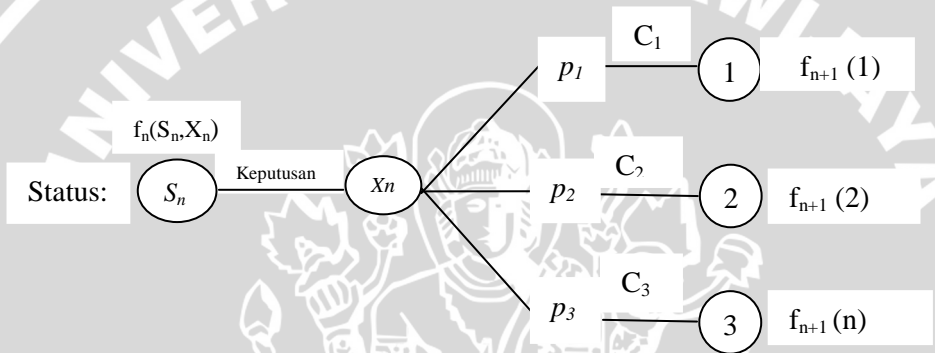 p₁ C₁ 1 fₙ₊₁ (1)
fₙ(Sₙ,Xₙ)
Status: Sₙ Keputusan Xn p₂ C₂ 2 fₙ₊₁ (2)
p₃ C₃ 3 fₙ₊₁ (n)